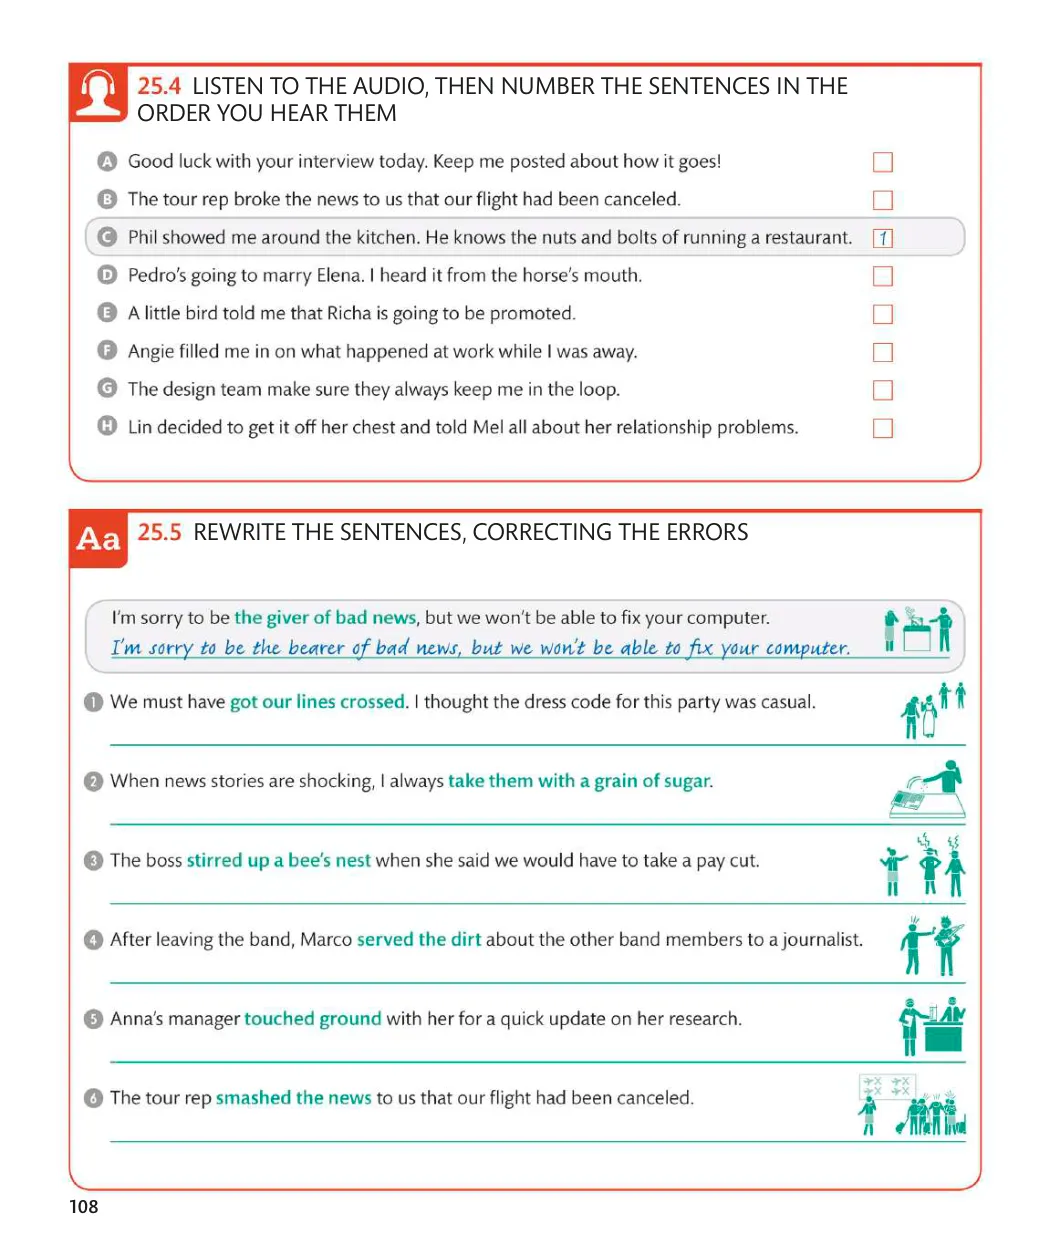 25.4 LISTEN TO THE AUDIO, THEN NUMBER THE SENTENCES IN THE
ORDER YOU HEAR THEM
A Good luck with your interview today. Keep me posted about how it goes!
B The tour rep broke the news to us that our flight had been canceled.
C Phil showed me around the kitchen. He knows the nuts and bolts of running a restaurant. 1
D Pedro's going to marry Elena. I heard it from the horse's mouth.
E A little bird told me that Richa is going to be promoted.
F Angie filled me in on what happened at work while I was away.
G The design team make sure they always keep me in the loop.
H Lin decided to get it off her chest and told Mel all about her relationship problems.
Aa 25.5 REWRITE THE SENTENCES, CORRECTING THE ERRORS
I'm sorry to be the giver of bad news, but we won't be able to fix your computer.
I'm sorry to be the bearer of bad news, but we won't be able to fix your computer.
1 We must have got our lines crossed. I thought the dress code for this party was casual.
2 When news stories are shocking, I always take them with a grain of sugar.
3 The boss stirred up a bee's nest when she said we would have to take a pay cut.
4 After leaving the band, Marco served the dirt about the other band members to a journalist.
5 Anna's manager touched ground with her for a quick update on her research.
6 The tour rep smashed the news to us that our flight had been canceled.
108